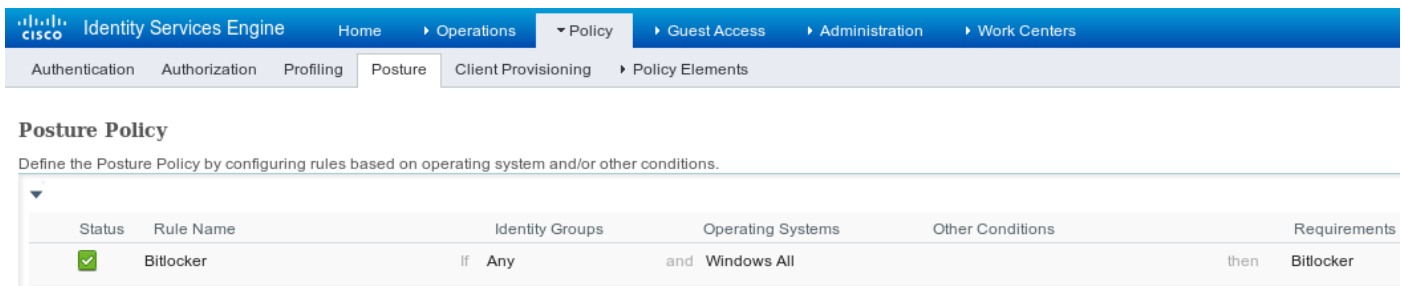 cisco Identity Services Engine Home Operations Policy Guest Access Administration Work Centers
Authentication Authorization Profiling Posture Client Provisioning Policy Elements
Posture Policy
Define the Posture Policy by configuring rules based on operating system and/or other conditions.
Status Rule Name Identity Groups Operating Systems Other Conditions Requirements
Bitlocker If Any and Windows All then Bitlocker